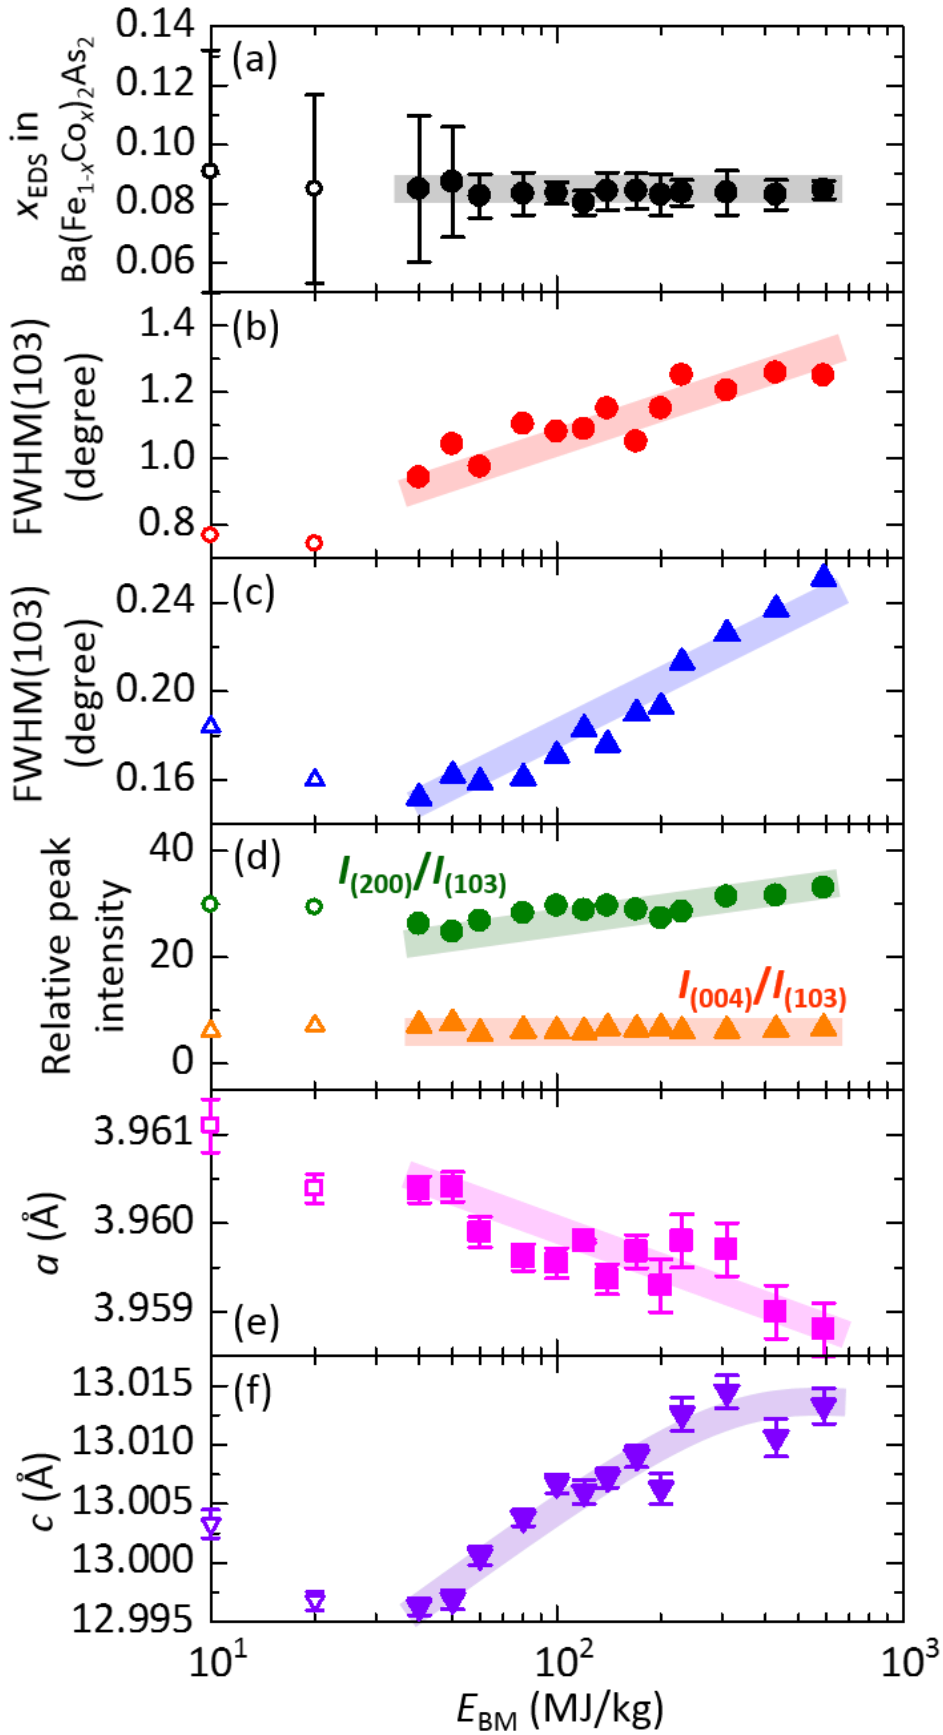 0.14
(a)
0.12
0.10
0.08
0.06
xEDS in
Ba(Fe1-xCox)2As2
(b)
1.4
1.2
1.0
0.8
FWHM(103)
(degree)
(c)
0.24
0.20
0.16
FWHM(103)
(degree)
(d)
40
20
0
Relative peak
intensity
I(200)/I(103)
I(004)/I(103)
3.961
3.960
3.959
a (Å)
(e)
(f)
13.015
13.010
13.005
13.000
12.995
c (Å)
10¹ 10² 10³
EBM (MJ/kg)